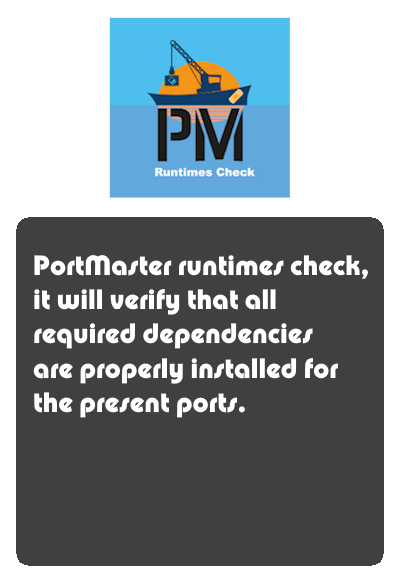 PM
Runtimes Check
PortMaster runtimes check,
it will verify that all
required dependencies
are properly installed for
the present ports.